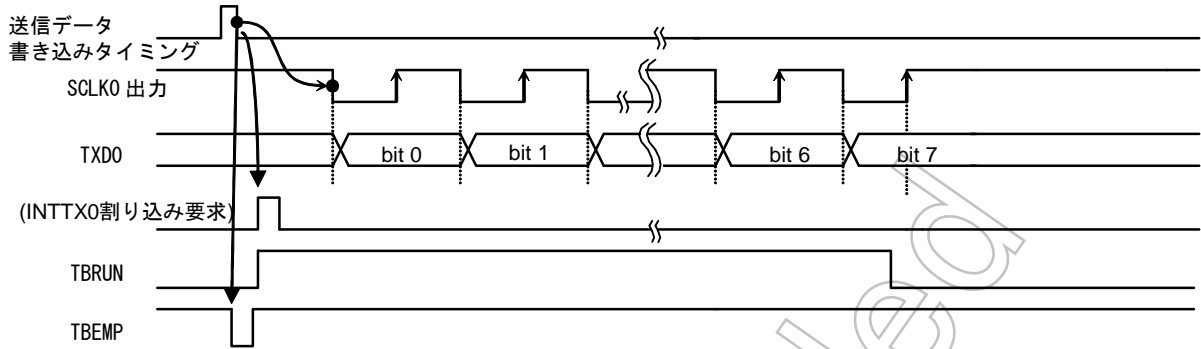 送信データ
書き込みタイミング
SCLK0 出力
TXD0
bit 0
bit 1
bit 6
bit 7
(INTTX0割り込み要求)
TBRUN
TBEMP
led